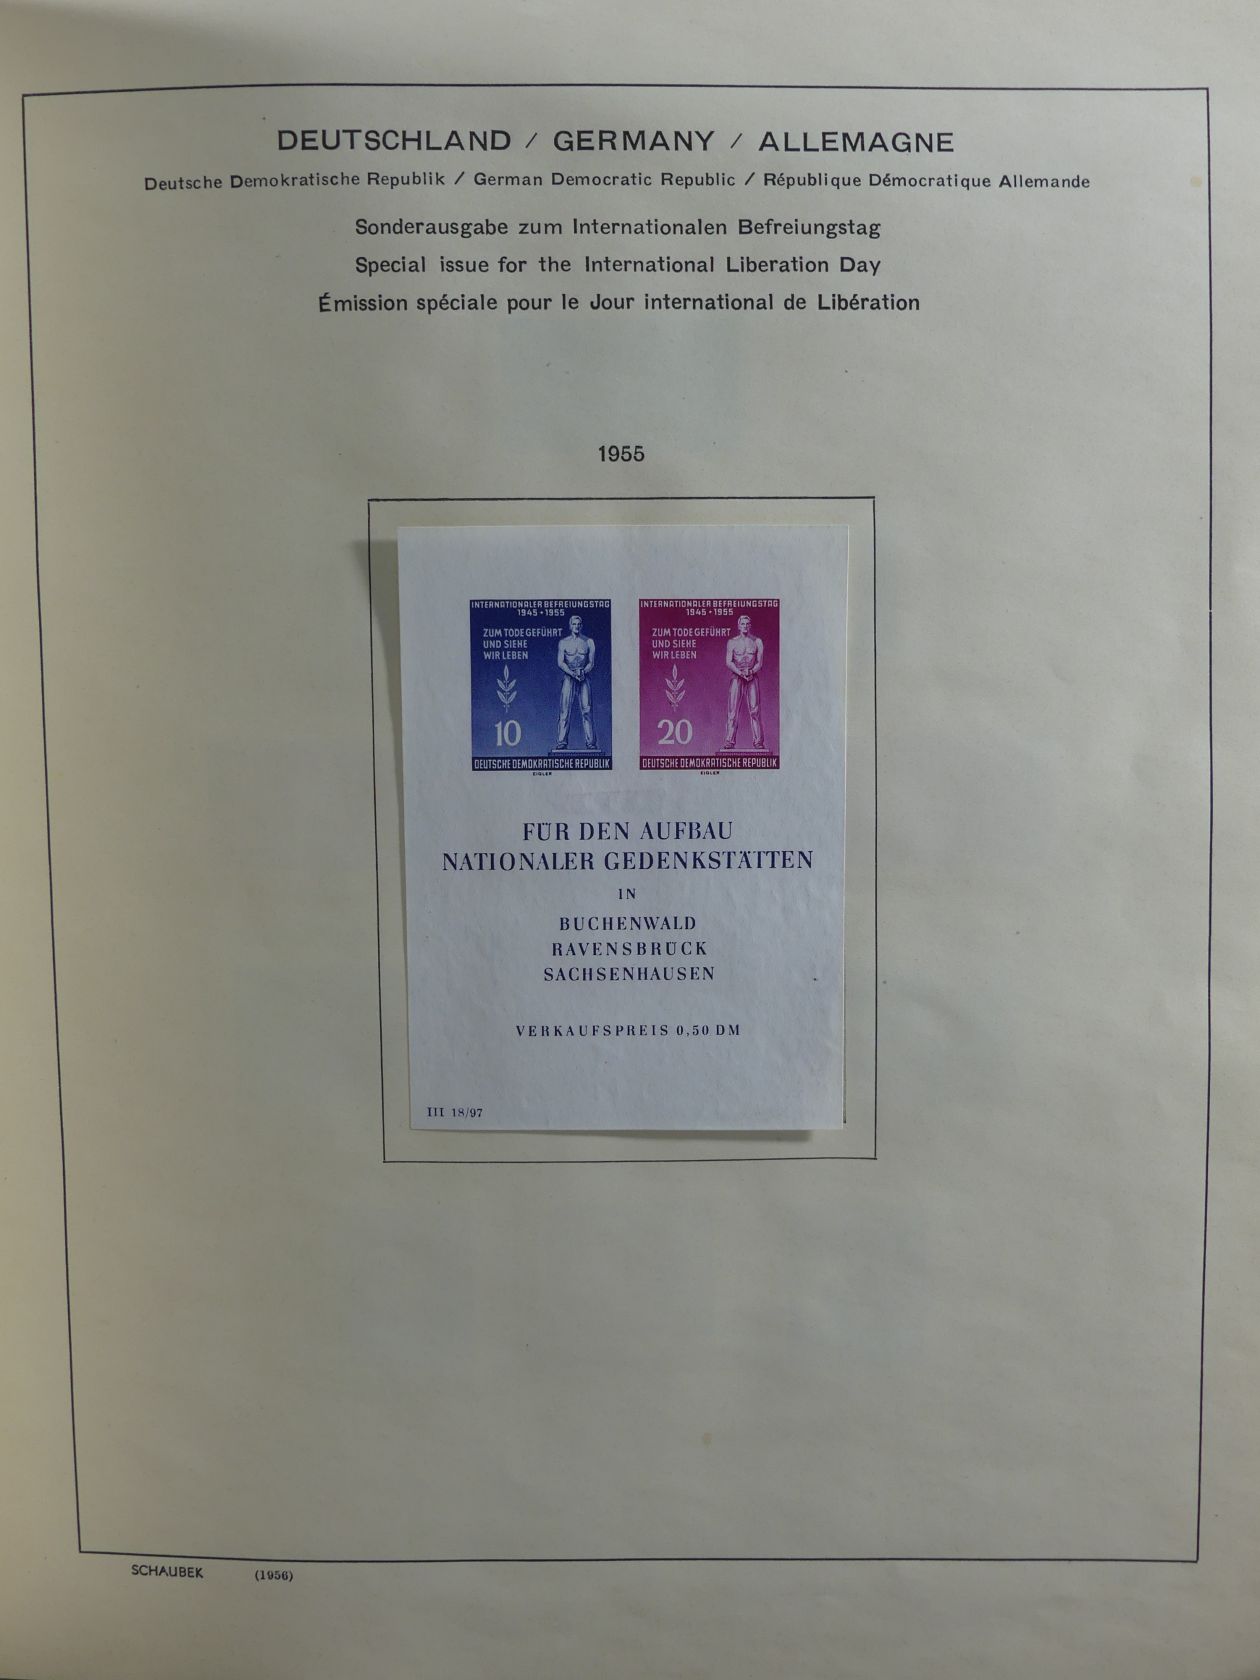 DEUTSCHLAND / GERMANY / ALLEMAGNE
Deutsche Demokratische Republik / German Democratic Republic / République Démocratique Allemande
Sonderausgabe zum Internationalen Befreiungstag
Special issue for the International Liberation Day
Émission spéciale pour le Jour international de Libération
1955
INTERNATIONALER BEFREIUNGSTAG
1945 • 1955
ZUM TODE GEFÜHRT
UND SIEHE
WIR LEBEN
10
DEUTSCHE DEMOKRATISCHE REPUBLIK
EIGLER
INTERNATIONALER BEFREIUNGSTAG
1945 • 1955
ZUM TODE GEFÜHRT
UND SIEHE
WIR LEBEN
20
DEUTSCHE DEMOKRATISCHE REPUBLIK
EIGLER
FÜR DEN AUFBAU
NATIONALER GEDENKSTÄTTEN
IN
BUCHENWALD
RAVENSBRÜCK
SACHSENHAUSEN
VERKAUFSPREIS 0,50 DM
III 18/97
SCHAUBEK (1956)